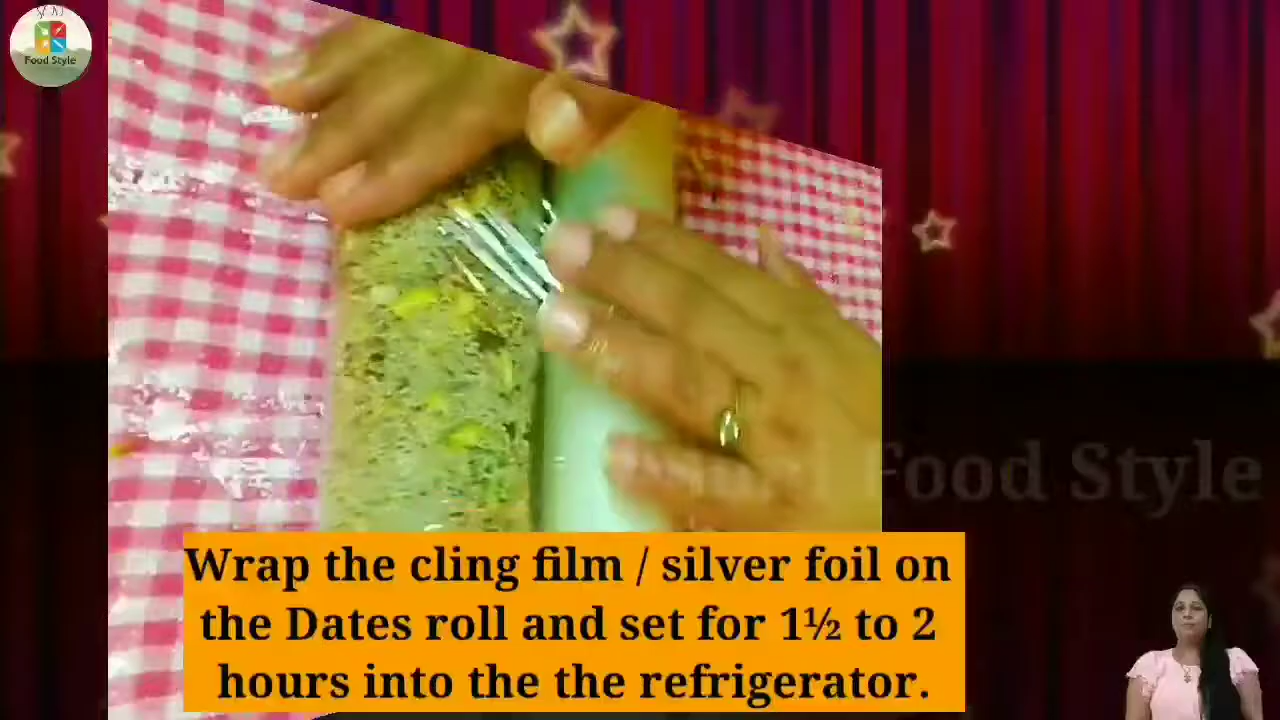 Food Style
Food Style
Wrap the cling film / silver foil on
the Dates roll and set for 1½ to 2
hours into the the refrigerator.